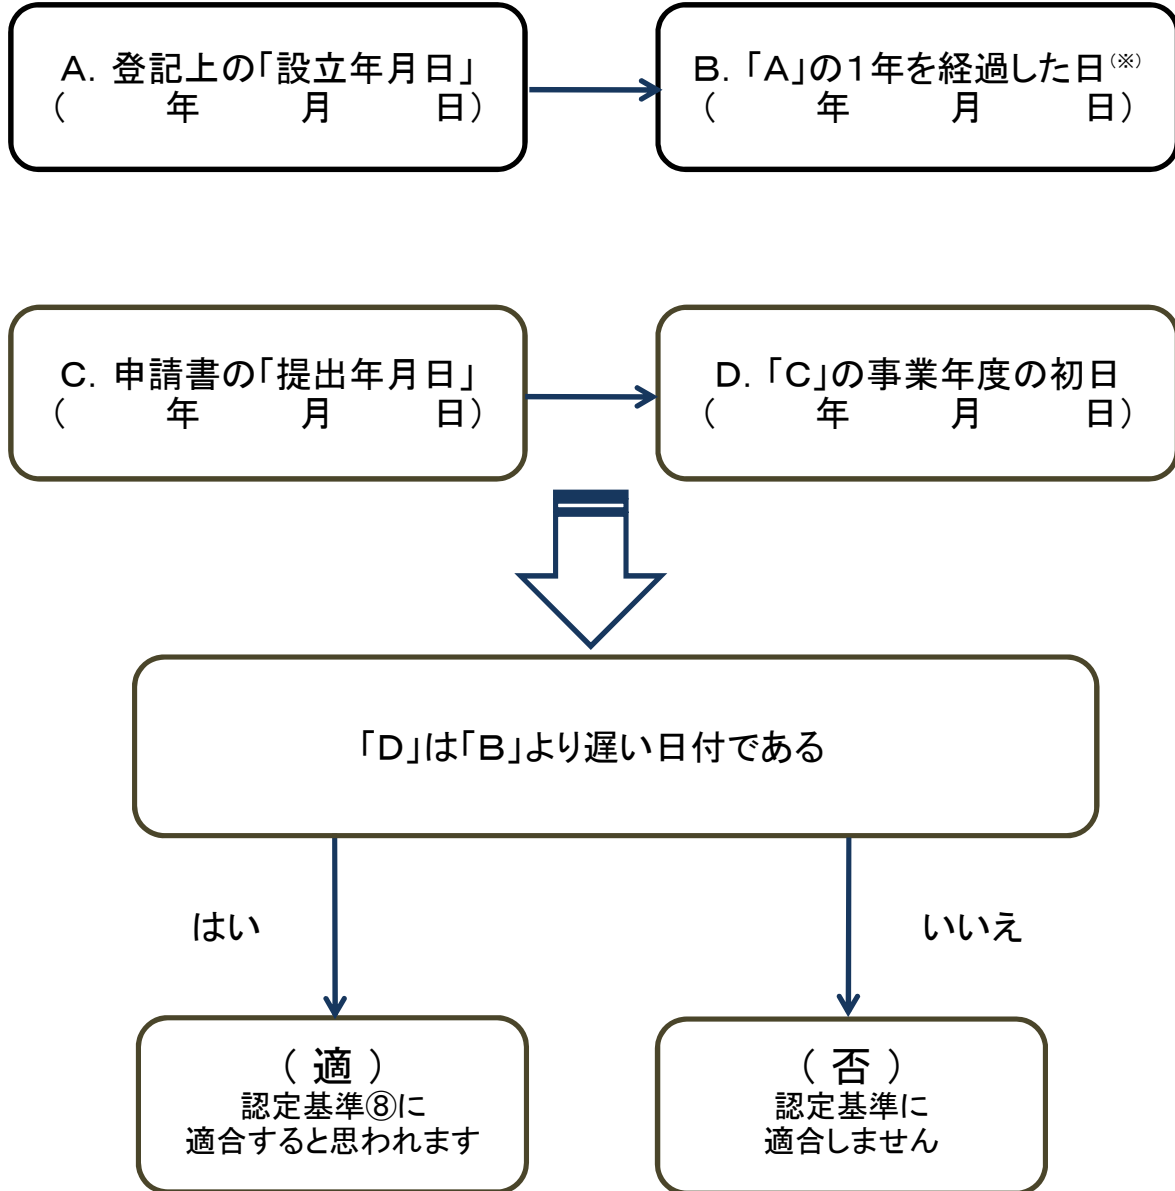 A. 登記上の「設立年月日」
（　　　年　　　月　　　日）
B. 「A」の１年を経過した日(※)
（　　　年　　　月　　　日）
C. 申請書の「提出年月日」
（　　　年　　　月　　　日）
D. 「C」の事業年度の初日
（　　　年　　　月　　　日）
「D」は「B」より遅い日付である
はい
いいえ
（ 適 ）
認定基準⑧に
適合すると思われます
（ 否 ）
認定基準に
適合しません